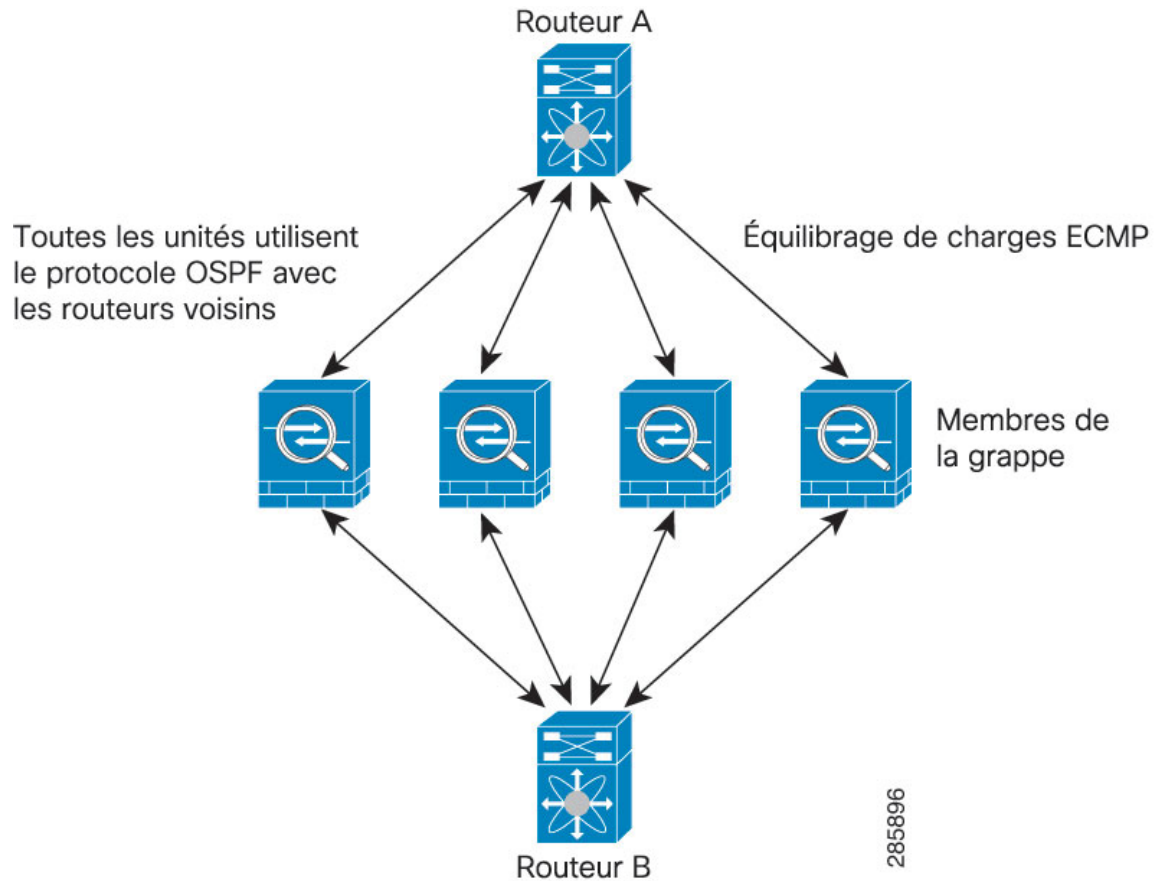 Routeur A
Toutes les unités utilisent
le protocole OSPF avec
les routeurs voisins
Équilibrage de charges ECMP
Membres de
la grappe
Routeur B
285896